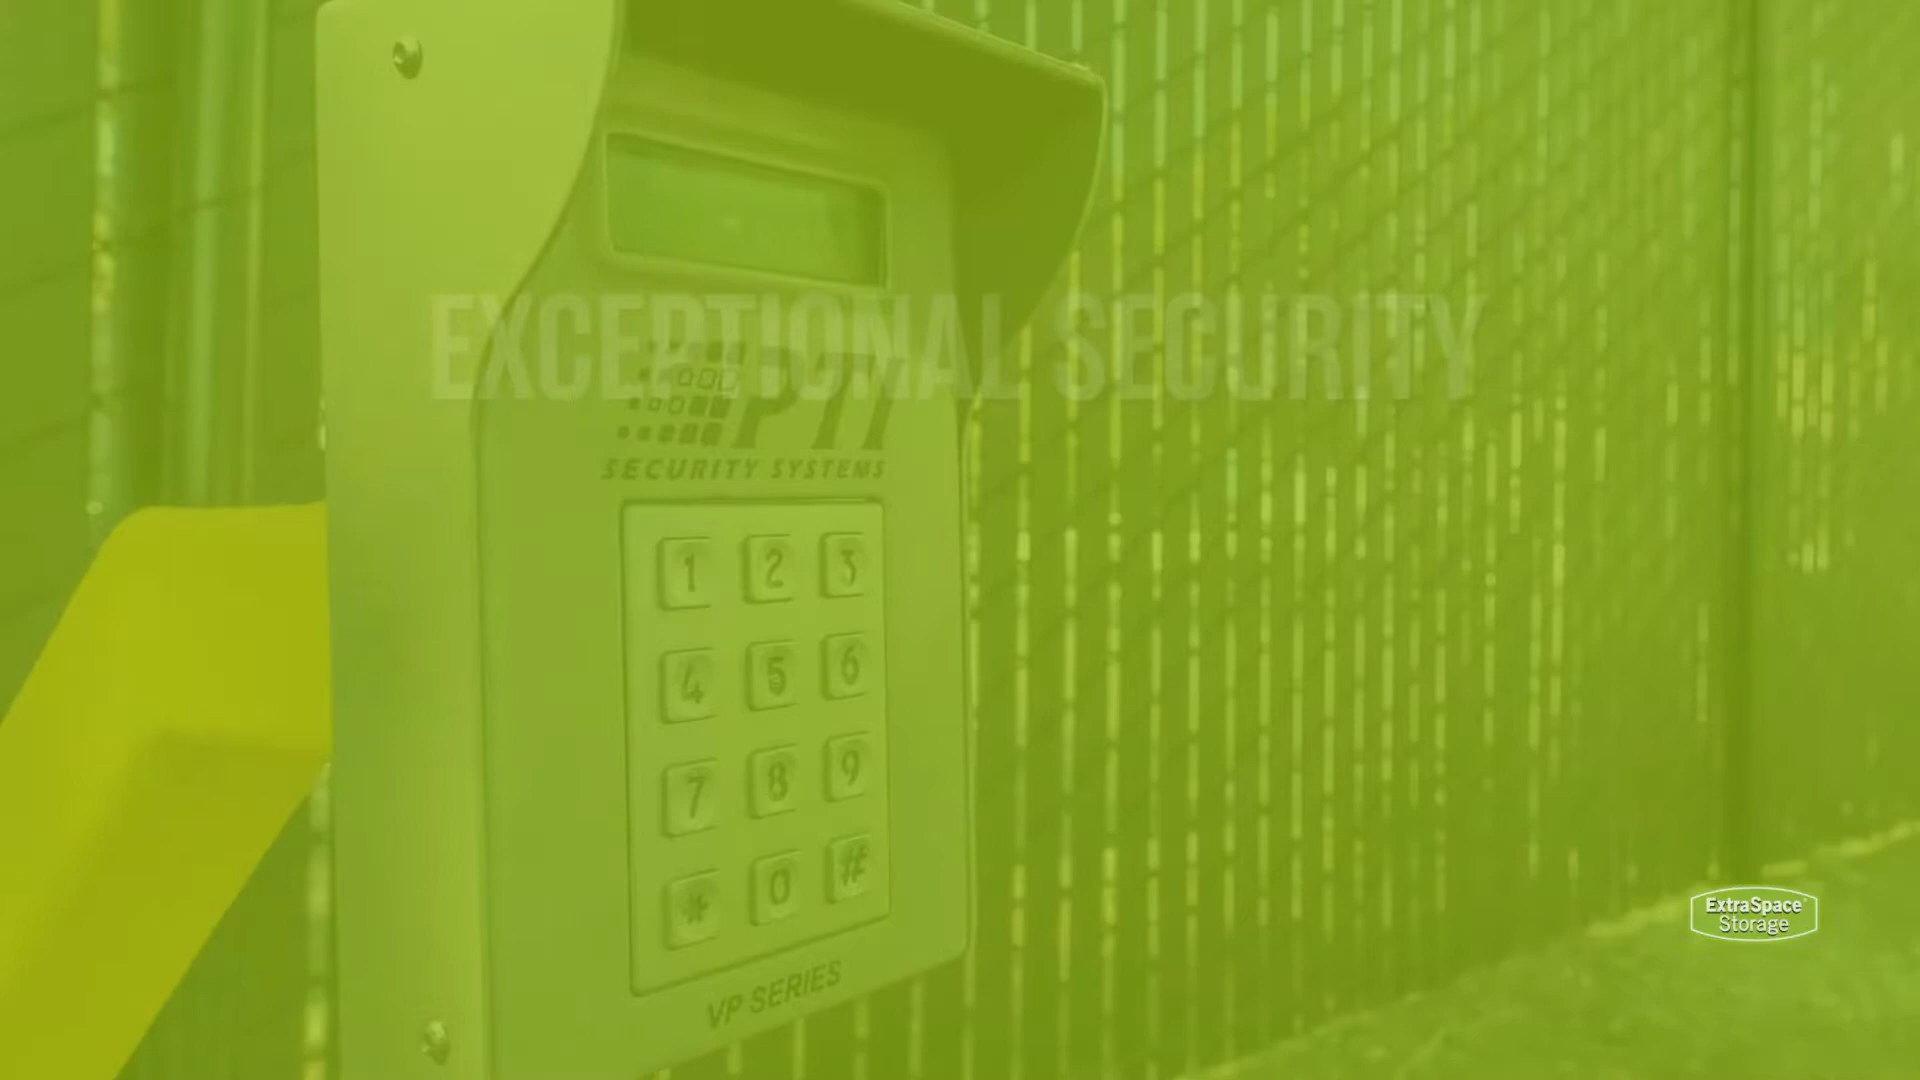 EXCEPTIONAL SECURITY
PTI
SECURITY SYSTEMS
1 2 3
4 5 6
7 8 9
* 0 #
VP SERIES
ExtraSpace
Storage